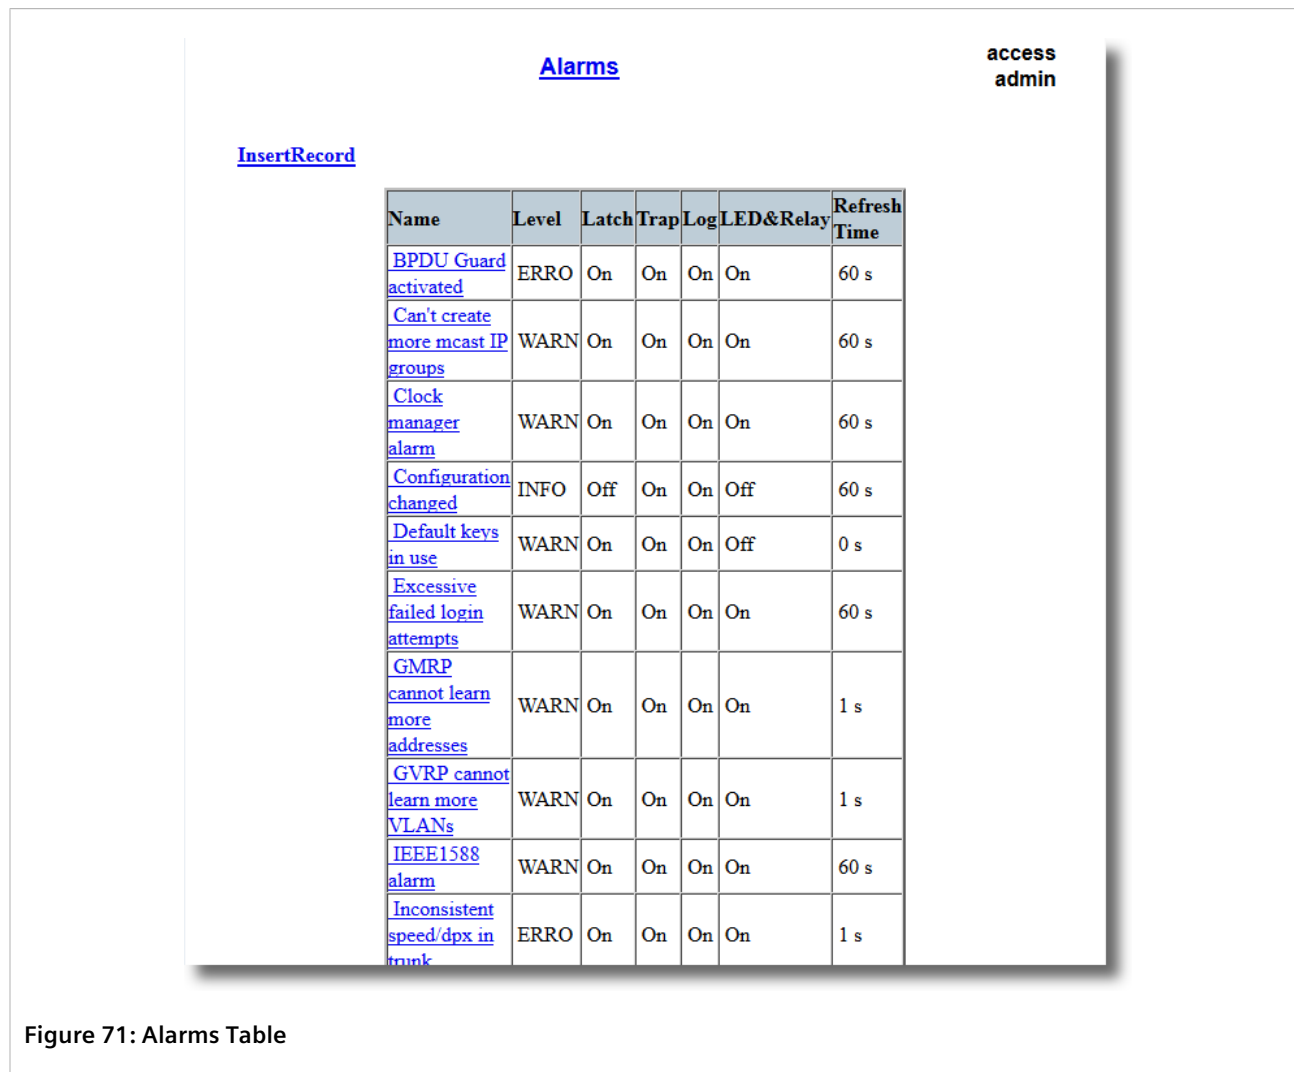 Alarms
access
admin
InsertRecord
Name Level Latch Trap Log LED&Relay Refresh Time
BPDU Guard activated ERRO On On On On 60 s
Can't create more mcast IP groups WARN On On On On 60 s
Clock manager alarm WARN On On On On 60 s
Configuration changed INFO Off On On Off 60 s
Default keys in use WARN On On On Off 0 s
Excessive failed login attempts WARN On On On On 60 s
GMRP cannot learn more addresses WARN On On On On 1 s
GVRP cannot learn more VLANs WARN On On On On 1 s
IEEE1588 alarm WARN On On On On 60 s
Inconsistent speed/dpx in trunk ERRO On On On On 1 s
Figure 71: Alarms Table